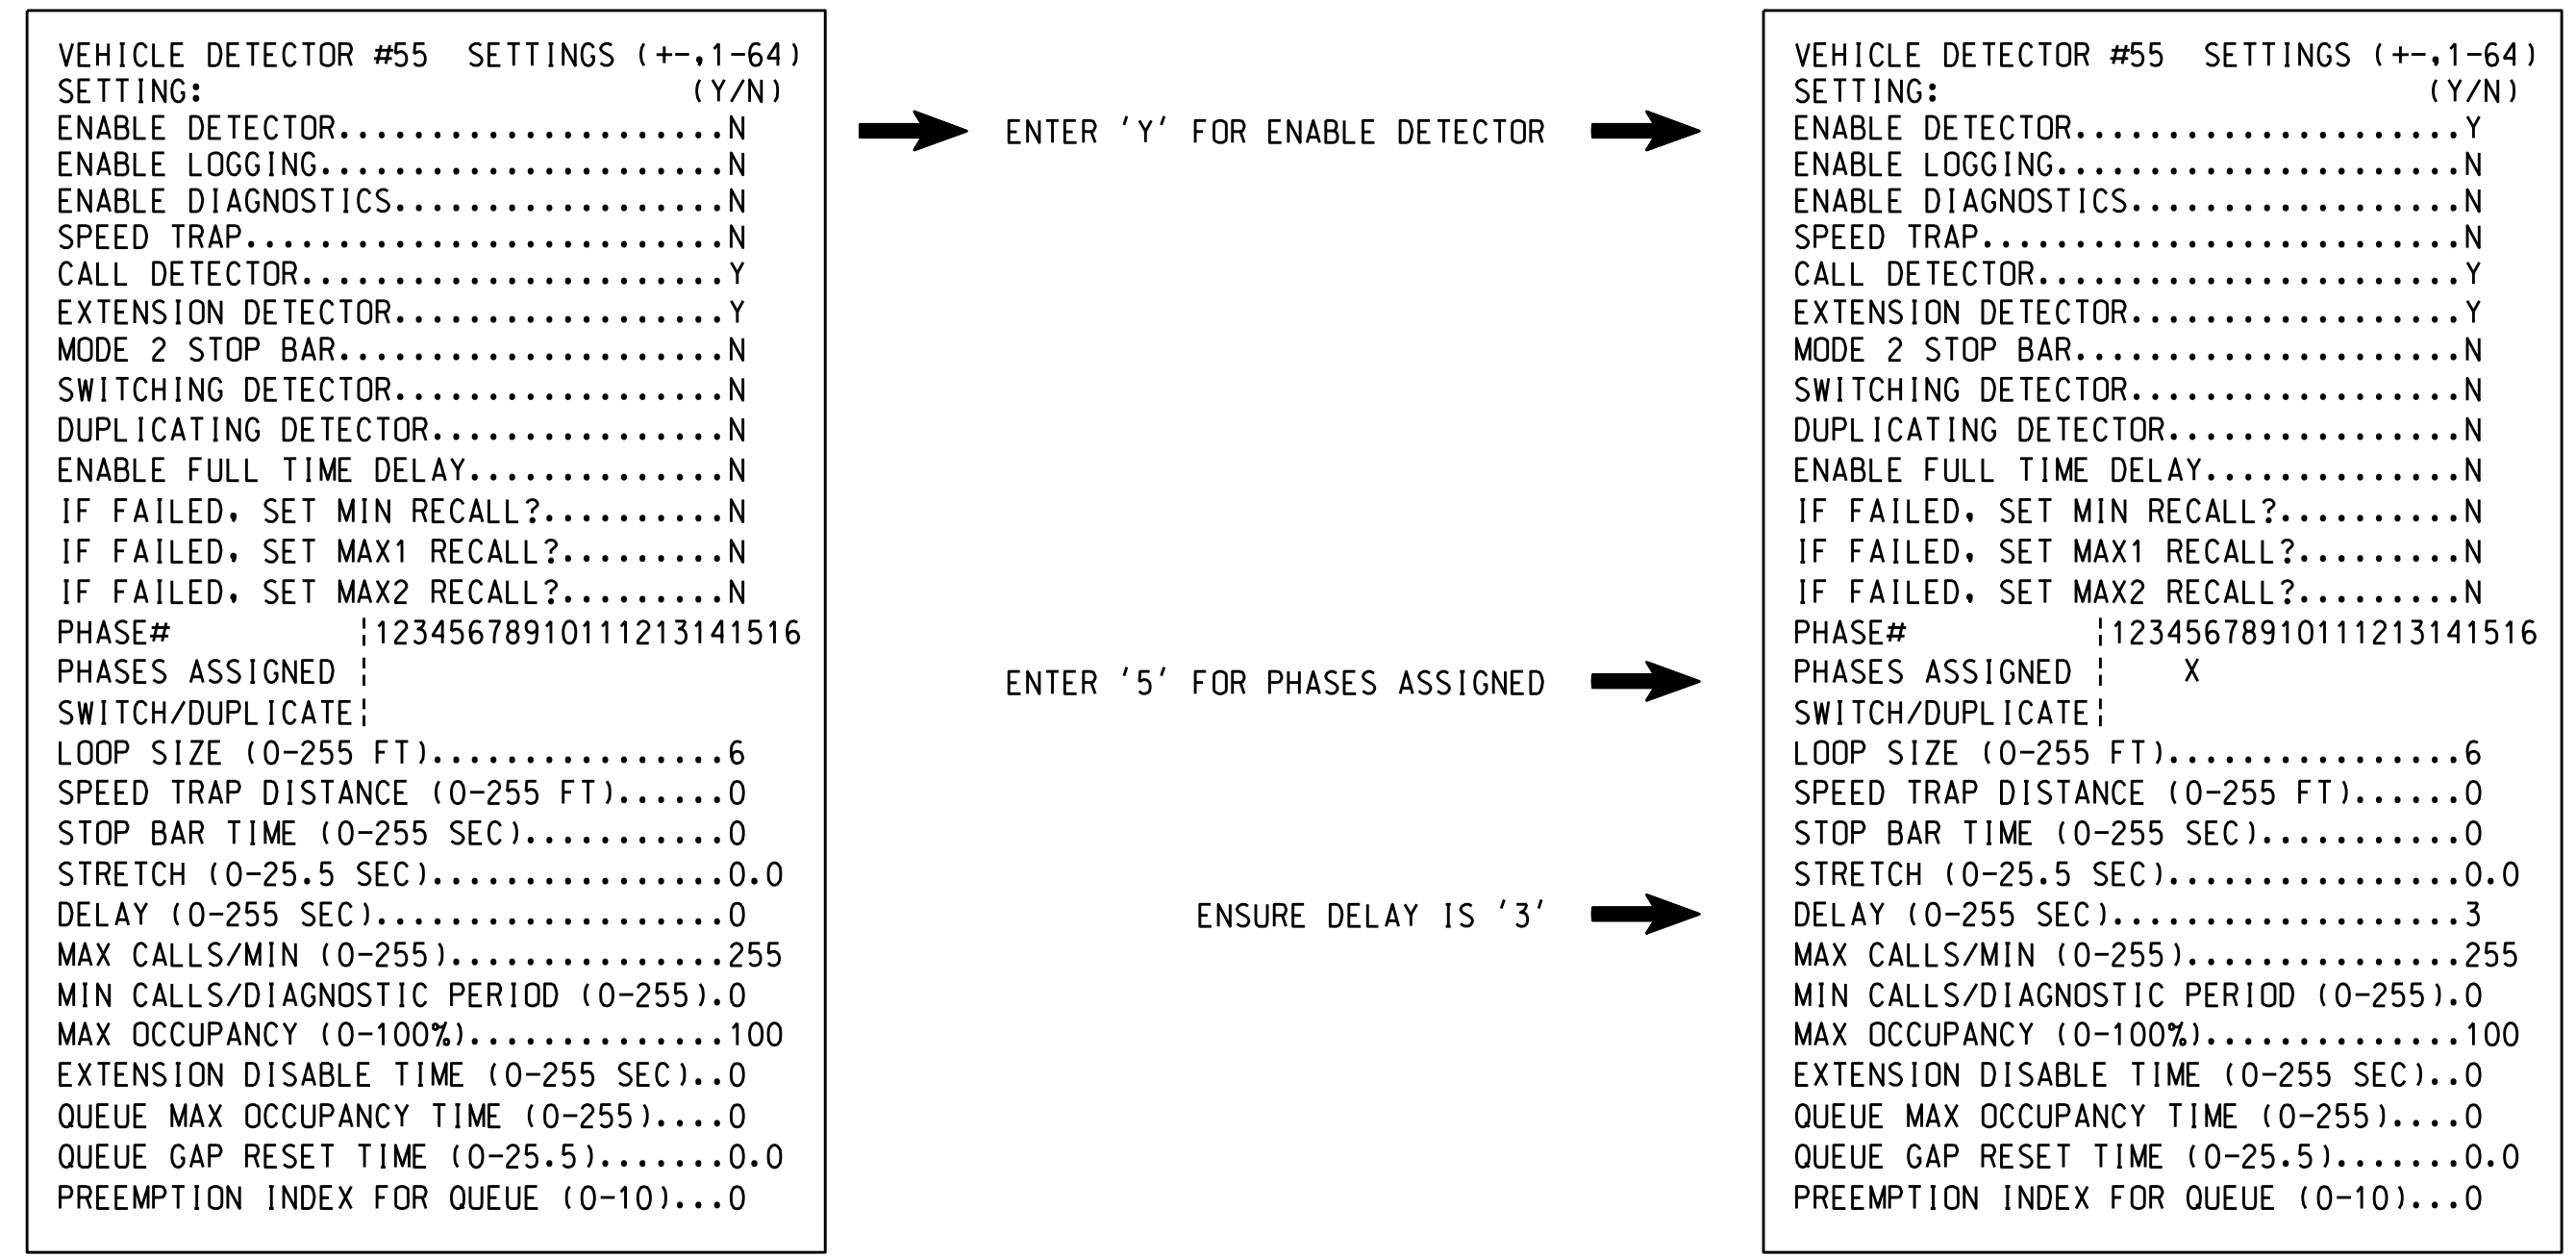 VEHICLE DETECTOR #55  SETTINGS (+-,1-64)
SETTING:                          (Y/N)
ENABLE DETECTOR.....................N
ENABLE LOGGING......................N
ENABLE DIAGNOSTICS..................N
SPEED TRAP..........................N
CALL DETECTOR.......................Y
EXTENSION DETECTOR..................Y
MODE 2 STOP BAR.....................N
SWITCHING DETECTOR..................N
DUPLICATING DETECTOR................N
ENABLE FULL TIME DELAY..............N
IF FAILED, SET MIN RECALL?..........N
IF FAILED, SET MAX1 RECALL?.........N
IF FAILED, SET MAX2 RECALL?.........N
PHASE#          |12345678910111213141516
PHASES ASSIGNED |
SWITCH/DUPLICATE|
LOOP SIZE (0-255 FT)................6
SPEED TRAP DISTANCE (0-255 FT)......0
STOP BAR TIME (0-255 SEC)...........0
STRETCH (0-25.5 SEC)................0.0
DELAY (0-255 SEC)...................0
MAX CALLS/MIN (0-255)...............255
MIN CALLS/DIAGNOSTIC PERIOD (0-255).0
MAX OCCUPANCY (0-100%)..............100
EXTENSION DISABLE TIME (0-255 SEC)..0
QUEUE MAX OCCUPANCY TIME (0-255)....0
QUEUE GAP RESET TIME (0-25.5).......0.0
PREEMPTION INDEX FOR QUEUE (0-10)...0
ENTER 'Y' FOR ENABLE DETECTOR
ENTER '5' FOR PHASES ASSIGNED
ENSURE DELAY IS '3'
VEHICLE DETECTOR #55  SETTINGS (+-,1-64)
SETTING:                          (Y/N)
ENABLE DETECTOR.....................Y
ENABLE LOGGING......................N
ENABLE DIAGNOSTICS..................N
SPEED TRAP..........................N
CALL DETECTOR.......................Y
EXTENSION DETECTOR..................Y
MODE 2 STOP BAR.....................N
SWITCHING DETECTOR..................N
DUPLICATING DETECTOR................N
ENABLE FULL TIME DELAY..............N
IF FAILED, SET MIN RECALL?..........N
IF FAILED, SET MAX1 RECALL?.........N
IF FAILED, SET MAX2 RECALL?.........N
PHASE#          |12345678910111213141516
PHASES ASSIGNED |    X
SWITCH/DUPLICATE|
LOOP SIZE (0-255 FT)................6
SPEED TRAP DISTANCE (0-255 FT)......0
STOP BAR TIME (0-255 SEC)...........0
STRETCH (0-25.5 SEC)................0.0
DELAY (0-255 SEC)...................3
MAX CALLS/MIN (0-255)...............255
MIN CALLS/DIAGNOSTIC PERIOD (0-255).0
MAX OCCUPANCY (0-100%)..............100
EXTENSION DISABLE TIME (0-255 SEC)..0
QUEUE MAX OCCUPANCY TIME (0-255)....0
QUEUE GAP RESET TIME (0-25.5).......0.0
PREEMPTION INDEX FOR QUEUE (0-10)...0